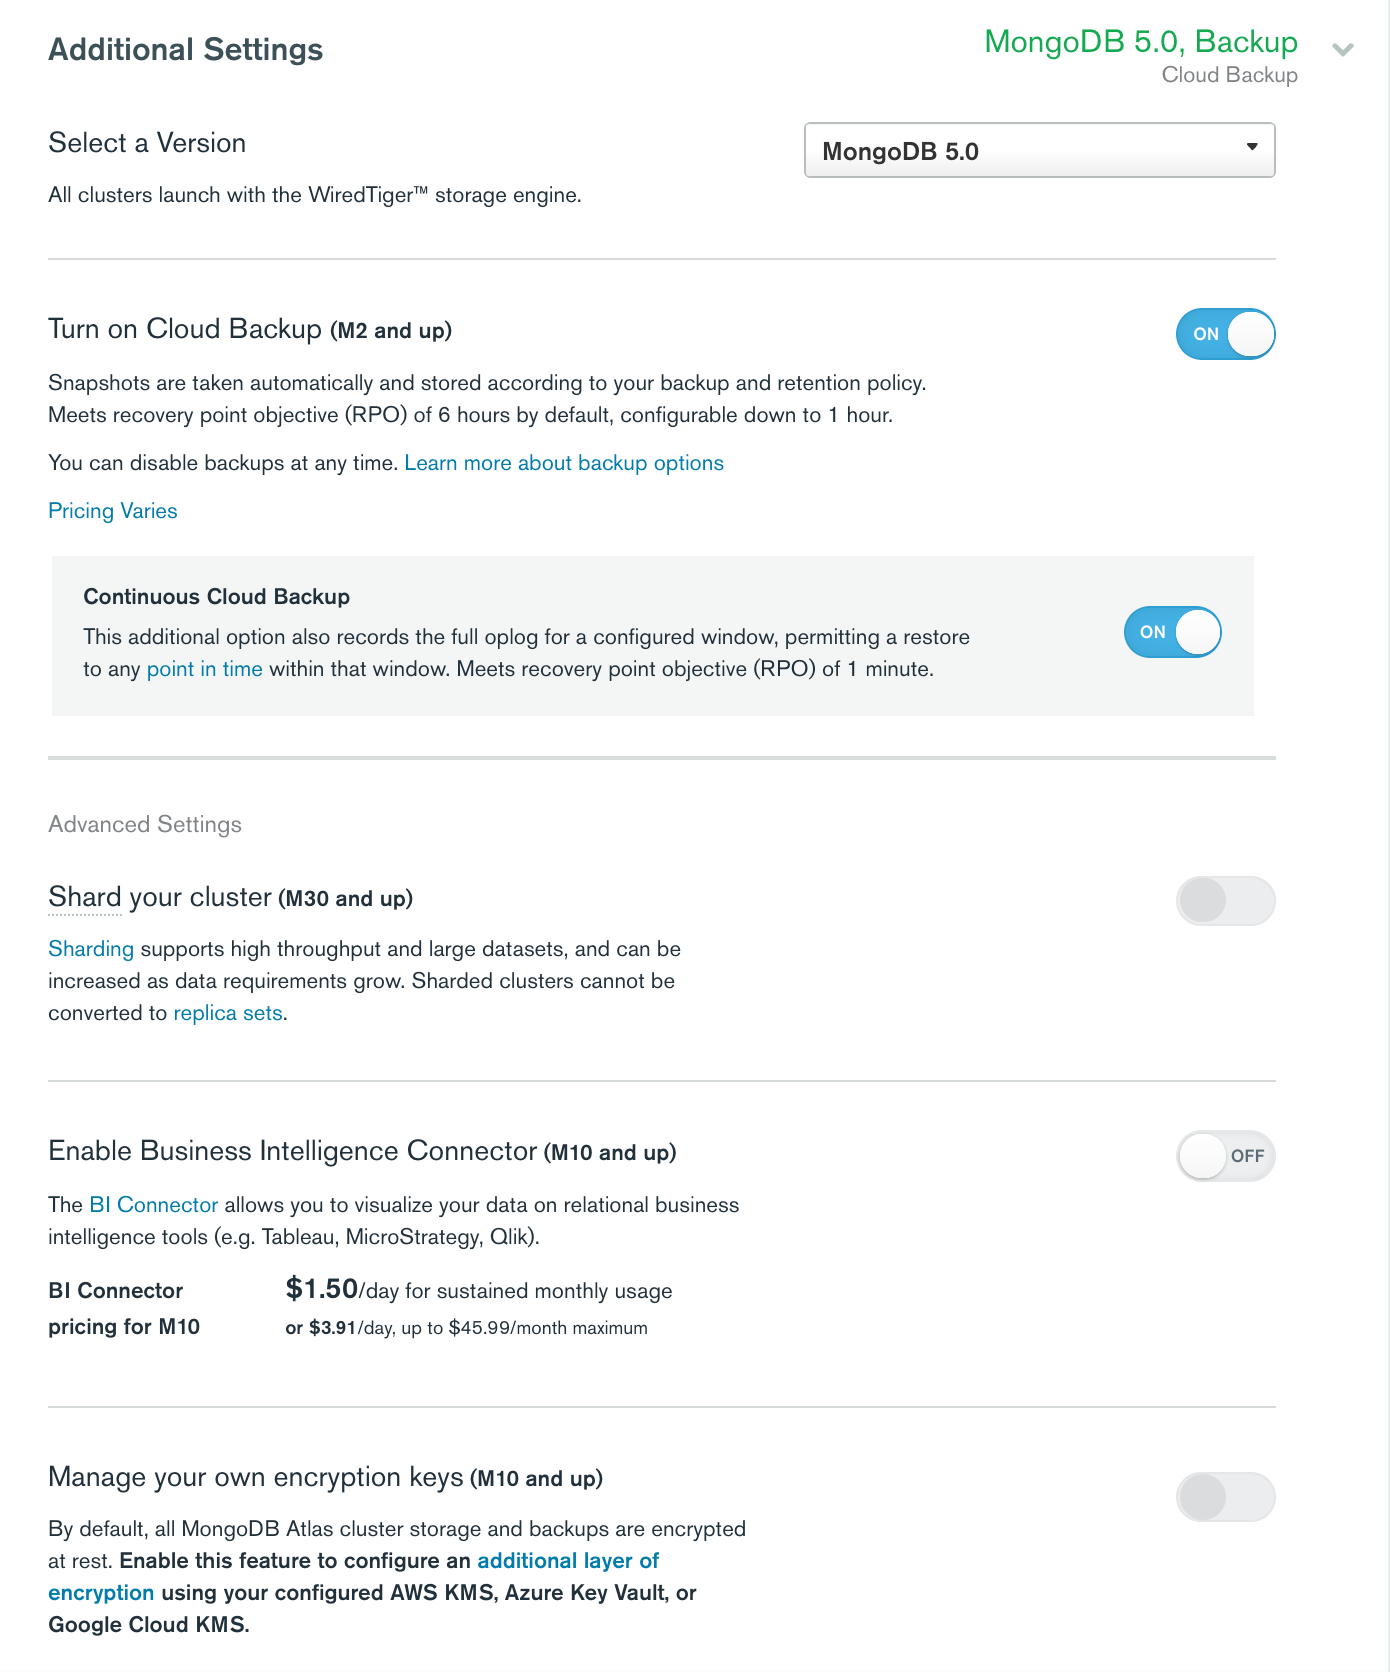 Additional Settings
MongoDB 5.0, Backup
Cloud Backup
Select a Version
MongoDB 5.0
All clusters launch with the WiredTiger™ storage engine.
Turn on Cloud Backup (M2 and up)
ON
Snapshots are taken automatically and stored according to your backup and retention policy.
Meets recovery point objective (RPO) of 6 hours by default, configurable down to 1 hour.
You can disable backups at any time. Learn more about backup options
Pricing Varies
Continuous Cloud Backup
This additional option also records the full oplog for a configured window, permitting a restore
to any point in time within that window. Meets recovery point objective (RPO) of 1 minute.
ON
Advanced Settings
Shard your cluster (M30 and up)
Sharding supports high throughput and large datasets, and can be
increased as data requirements grow. Sharded clusters cannot be
converted to replica sets.
Enable Business Intelligence Connector (M10 and up)
OFF
The BI Connector allows you to visualize your data on relational business
intelligence tools (e.g. Tableau, MicroStrategy, Qlik).
BI Connector
pricing for M10
$1.50/day for sustained monthly usage
or $3.91/day, up to $45.99/month maximum
Manage your own encryption keys (M10 and up)
By default, all MongoDB Atlas cluster storage and backups are encrypted
at rest. Enable this feature to configure an additional layer of
encryption using your configured AWS KMS, Azure Key Vault, or
Google Cloud KMS.